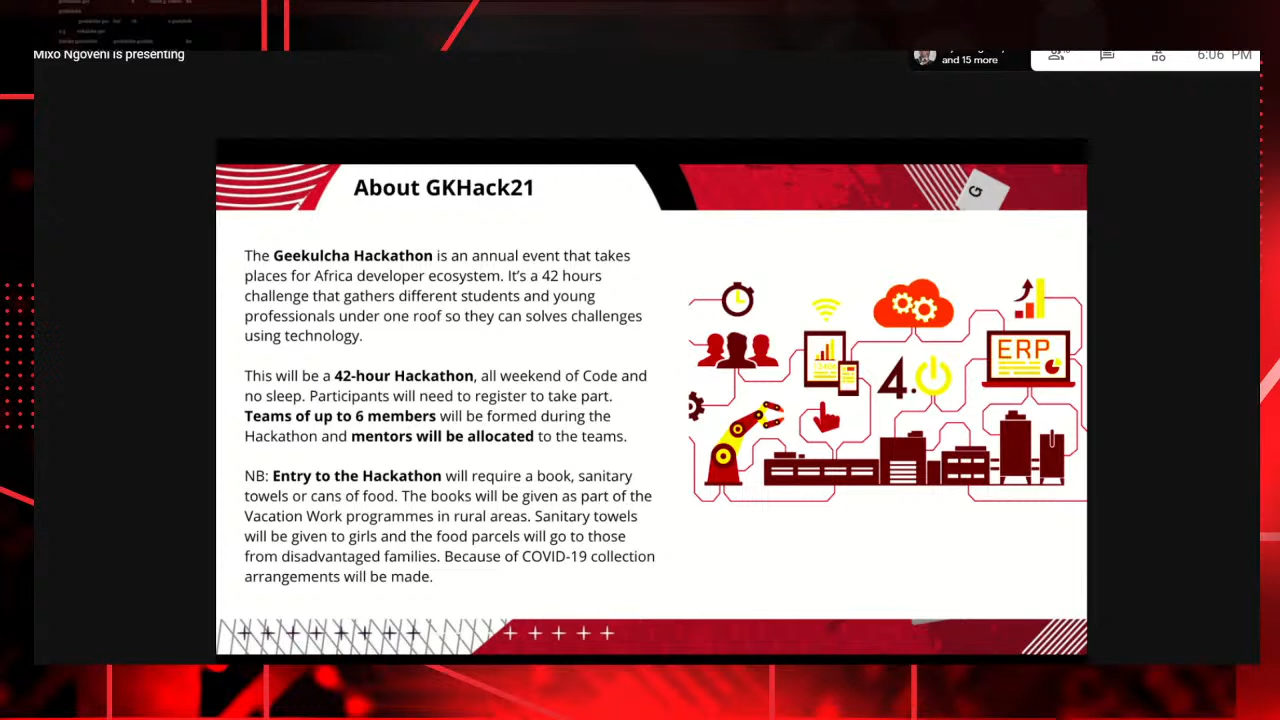 Mixo Ngoveni is presenting
and 15 more
6:06 PM
About GKHack21
G
The Geekulcha Hackathon is an annual event that takes
places for Africa developer ecosystem. It's a 42 hours
challenge that gathers different students and young
professionals under one roof so they can solves challenges
using technology.
This will be a 42-hour Hackathon, all weekend of Code and
no sleep. Participants will need to register to take part.
Teams of up to 6 members will be formed during the
Hackathon and mentors will be allocated to the teams.
NB: Entry to the Hackathon will require a book, sanitary
towels or cans of food. The books will be given as part of the
Vacation Work programmes in rural areas. Sanitary towels
will be given to girls and the food parcels will go to those
from disadvantaged families. Because of COVID-19 collection
arrangements will be made.
ERP
4.0